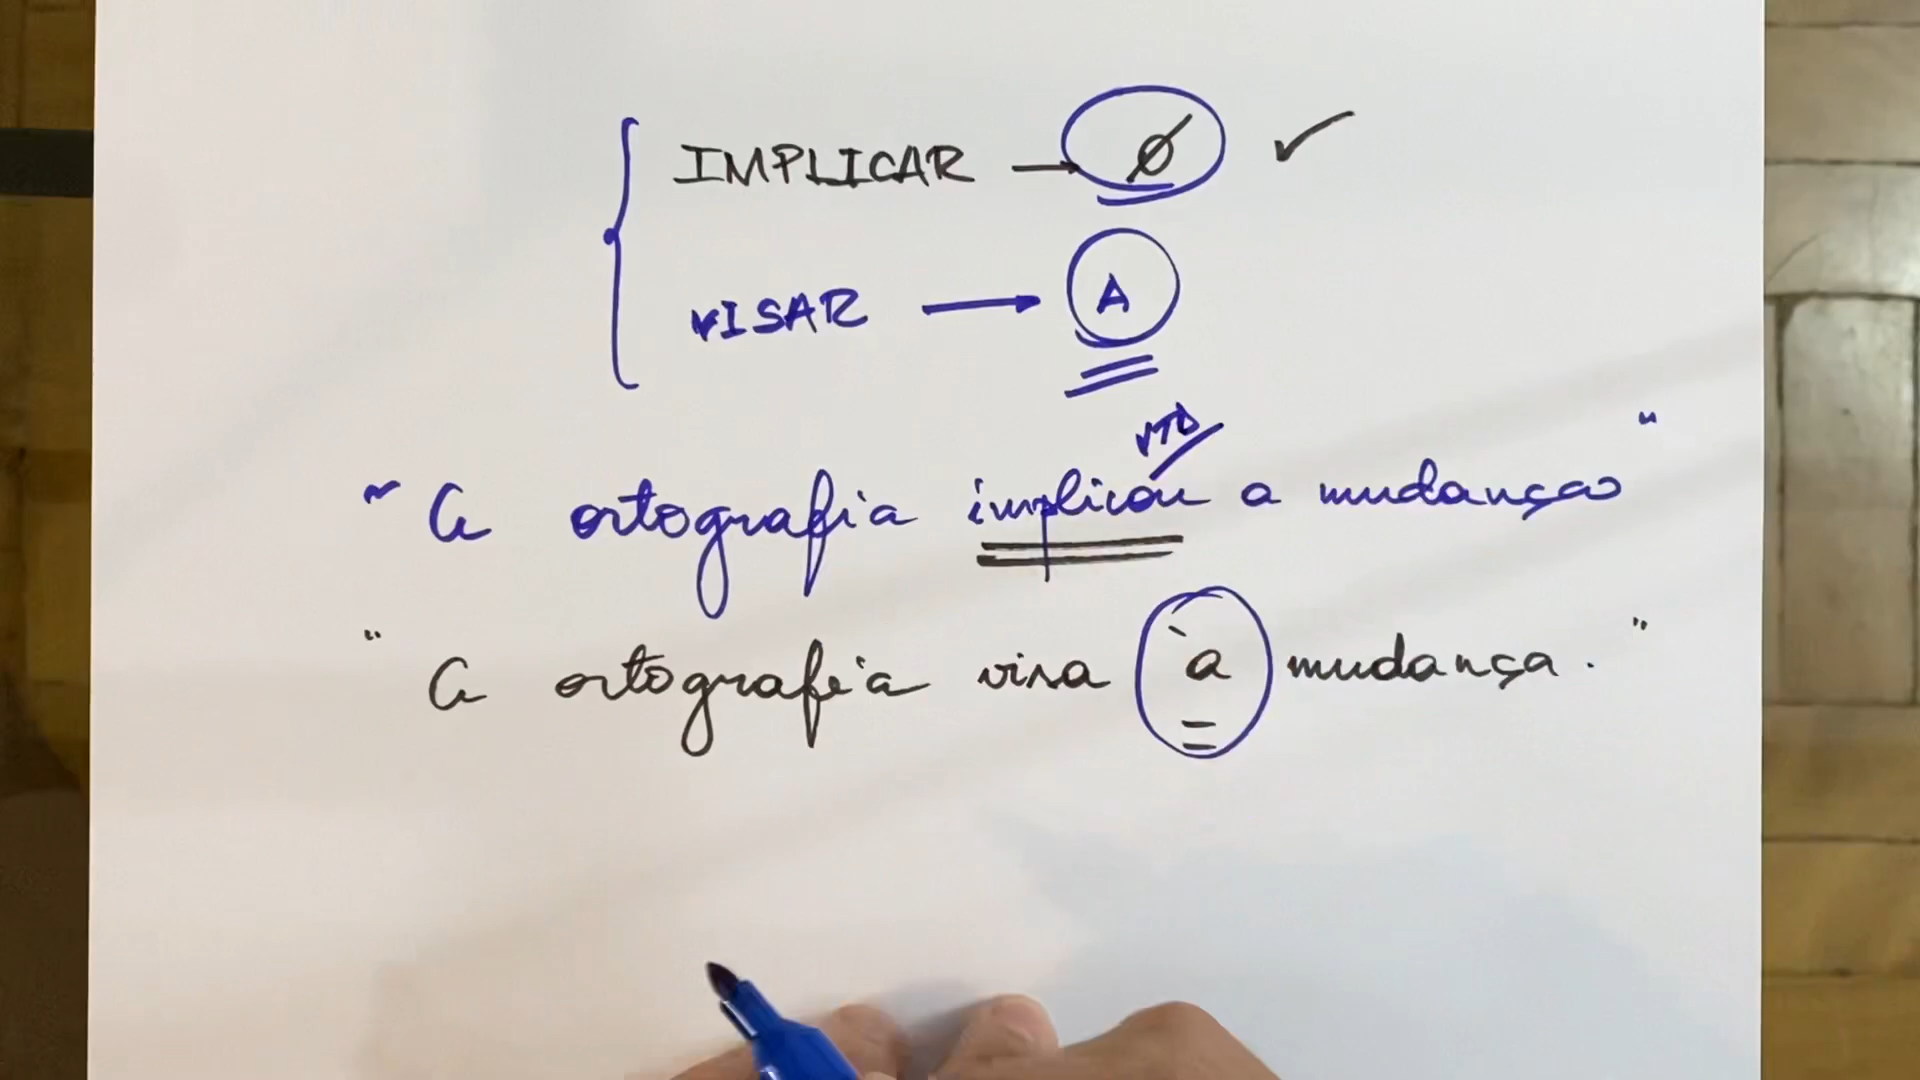 IMPLICAR → Ø ✓
VISAR → A
VTD
"A ortografia implicou a mudança"
"A ortografia visa à mudança."